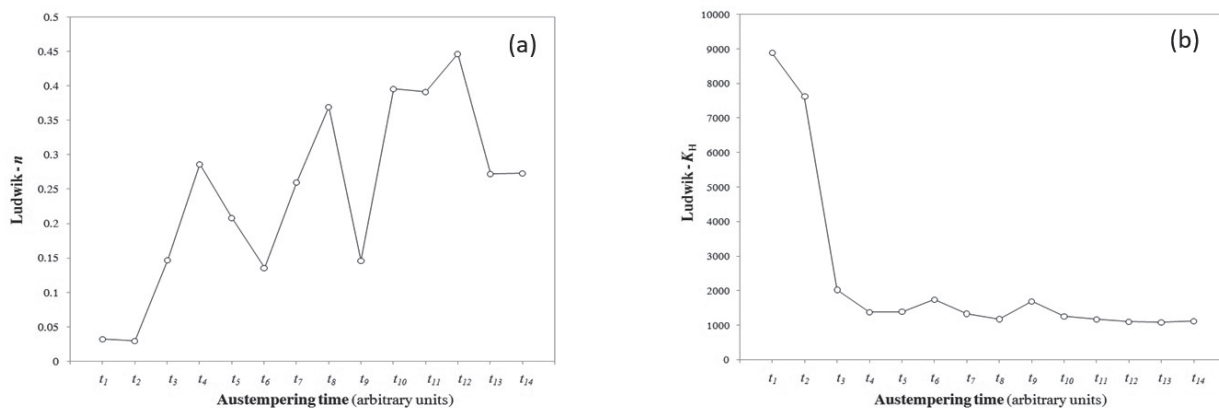 (a)
Ludwik - n
0.5
0.45
0.4
0.35
0.3
0.25
0.2
0.15
0.1
0.05
0
t1 t2 t3 t4 t5 t6 t7 t8 t9 t10 t11 t12 t13 t14
Austempering time (arbitrary units)
(b)
Ludwik - KH
10000
9000
8000
7000
6000
5000
4000
3000
2000
1000
0
t1 t2 t3 t4 t5 t6 t7 t8 t9 t10 t11 t12 t13 t14
Austempering time (arbitrary units)